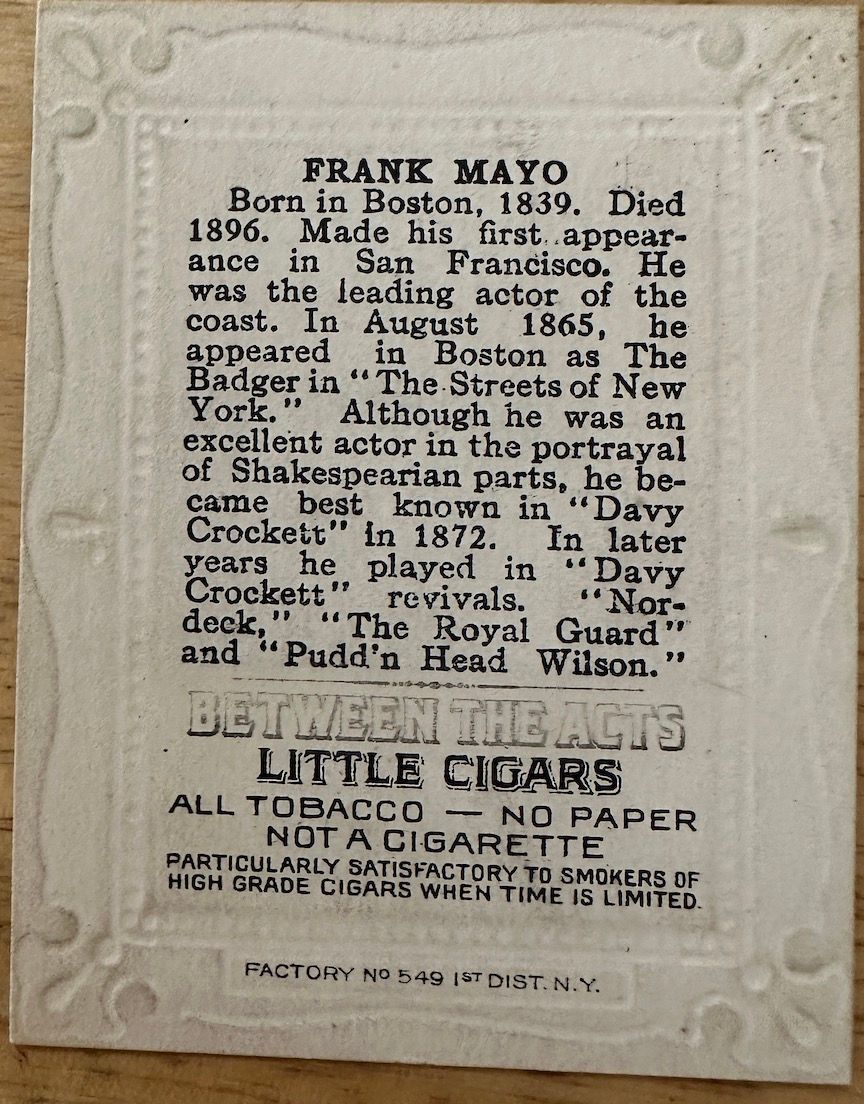 FRANK MAYO
Born in Boston, 1839. Died
1896. Made his first appear-
ance in San Francisco. He
was the leading actor of the
coast. In August 1865, he
appeared in Boston as The
Badger in "The Streets of New
York." Although he was an
excellent actor in the portrayal
of Shakespearian parts, he be-
came best known in "Davy
Crockett" in 1872. In later
years he played in "Davy
Crockett" revivals. "Nor-
deck," "The Royal Guard"
and "Pudd'n Head Wilson."
BETWEEN THE ACTS
LITTLE CIGARS
ALL TOBACCO — NO PAPER
NOT A CIGARETTE
PARTICULARLY SATISFACTORY TO SMOKERS OF
HIGH GRADE CIGARS WHEN TIME IS LIMITED.
FACTORY No 549 1ST DIST. N.Y.